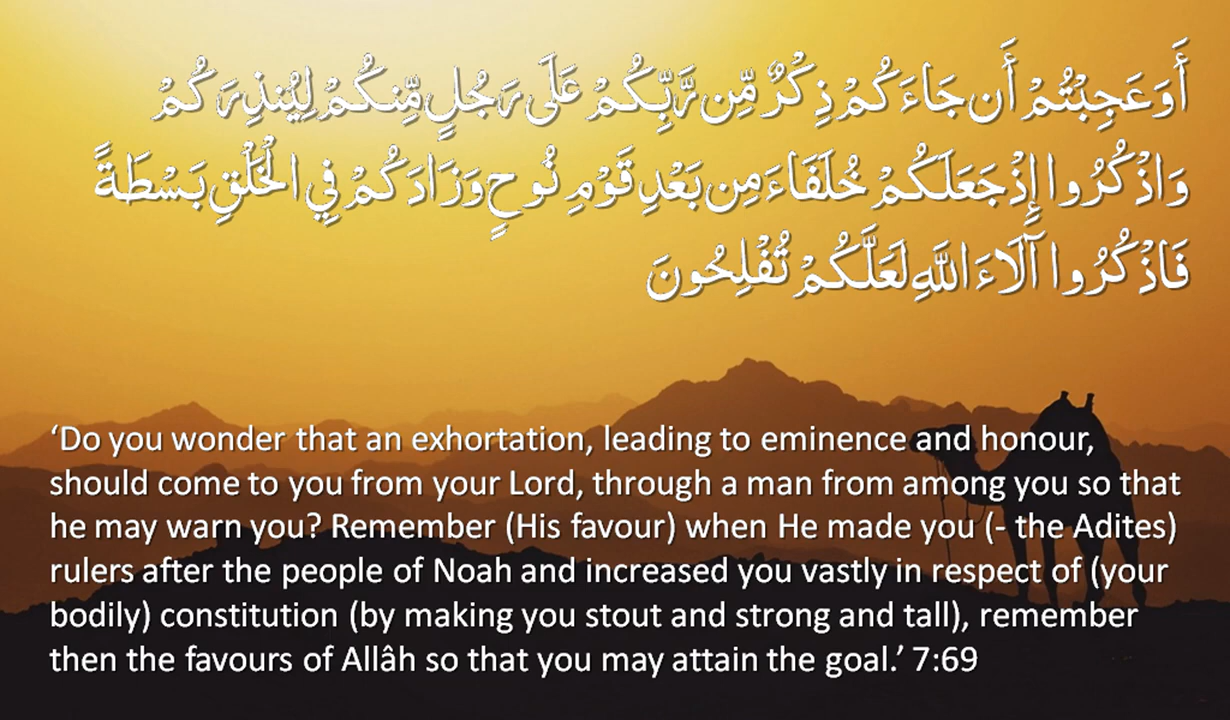 أَوَعَجِبْتُمْ أَن جَاءَكُمْ ذِكْرٌ مِّن رَّبِّكُمْ عَلَى رَجُلٍ مِّنكُمْ لِيُنذِرَكُمْ
وَاذْكُرُوا إِذْ جَعَلَكُمْ خُلَفَاءَ مِن بَعْدِ قَوْمِ نُوحٍ وَزَادَكُمْ فِي الْخَلْقِ بَسْطَةً
فَاذْكُرُوا آلَاءَ اللَّهِ لَعَلَّكُمْ تُفْلِحُونَ
‘Do you wonder that an exhortation, leading to eminence and honour,
should come to you from your Lord, through a man from among you so that
he may warn you? Remember (His favour) when He made you (- the Adites)
rulers after the people of Noah and increased you vastly in respect of (your
bodily) constitution (by making you stout and strong and tall), remember
then the favours of Allâh so that you may attain the goal.’ 7:69